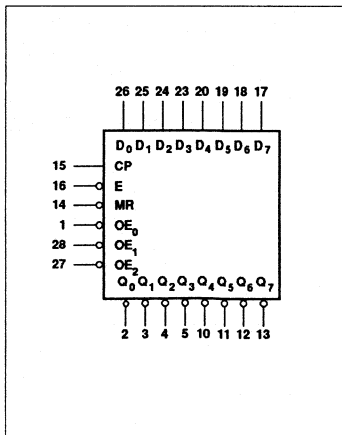 26 25 24 23 20 19 18 17
D0 D1 D2 D3 D4 D5 D6 D7
15 CP
16 E
14 MR
1 OE0
28 OE1
27 OE2
Q0 Q1 Q2 Q3 Q4 Q5 Q6 Q7
2 3 4 5 10 11 12 13